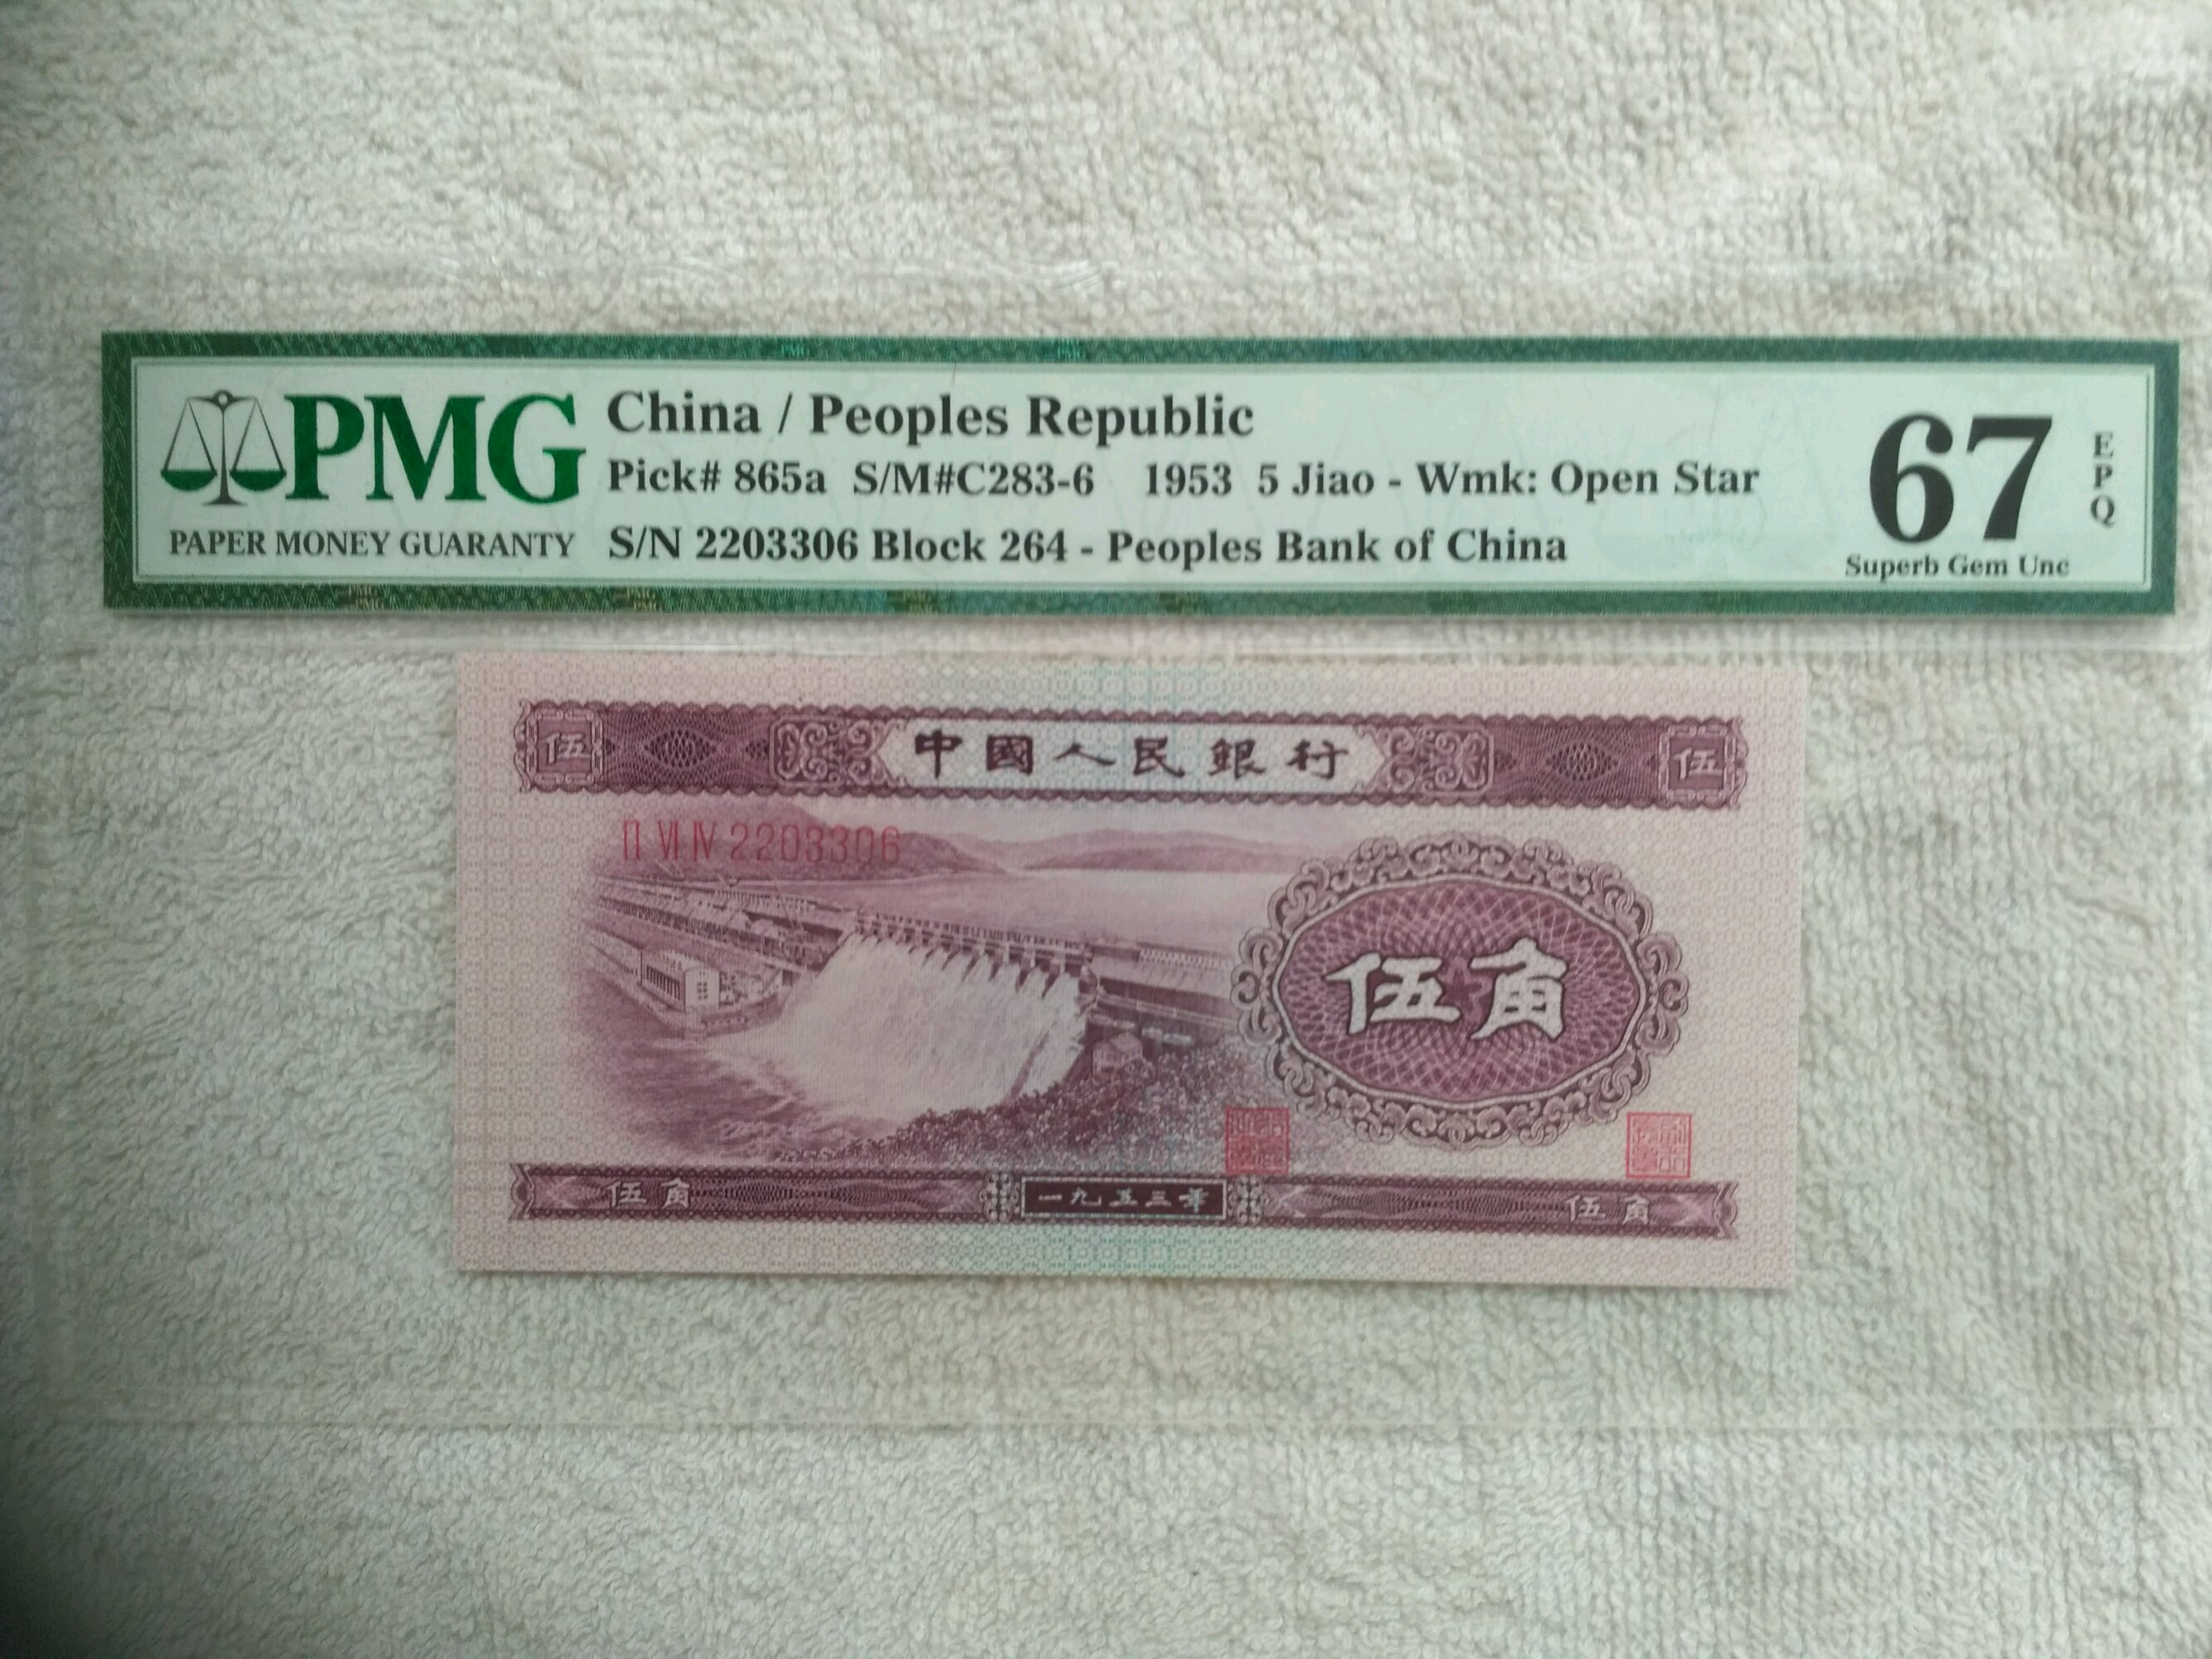 PMG
PAPER MONEY GUARANTY
China / Peoples Republic
Pick# 865a S/M#C283-6 1953 5 Jiao - Wmk: Open Star
S/N 2203306 Block 264 - Peoples Bank of China
67
EPQ
Superb Gem Unc
伍 中國人民銀行 伍
II VI IV 2203306
伍角
伍角 一九五三年 伍角